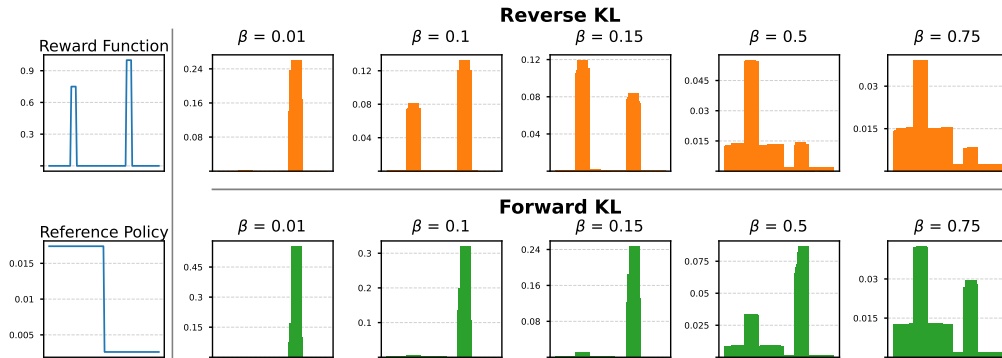 Reverse KL
Reward Function
β = 0.01
β = 0.1
β = 0.15
β = 0.5
β = 0.75
0.9
0.6
0.3
0.24
0.16
0.08
0.12
0.08
0.04
0.12
0.08
0.04
0.045
0.03
0.015
0.03
0.015
Forward KL
Reference Policy
β = 0.01
β = 0.1
β = 0.15
β = 0.5
β = 0.75
0.015
0.01
0.005
0.45
0.3
0.15
0.3
0.2
0.1
0.24
0.16
0.08
0.075
0.05
0.025
0.03
0.015